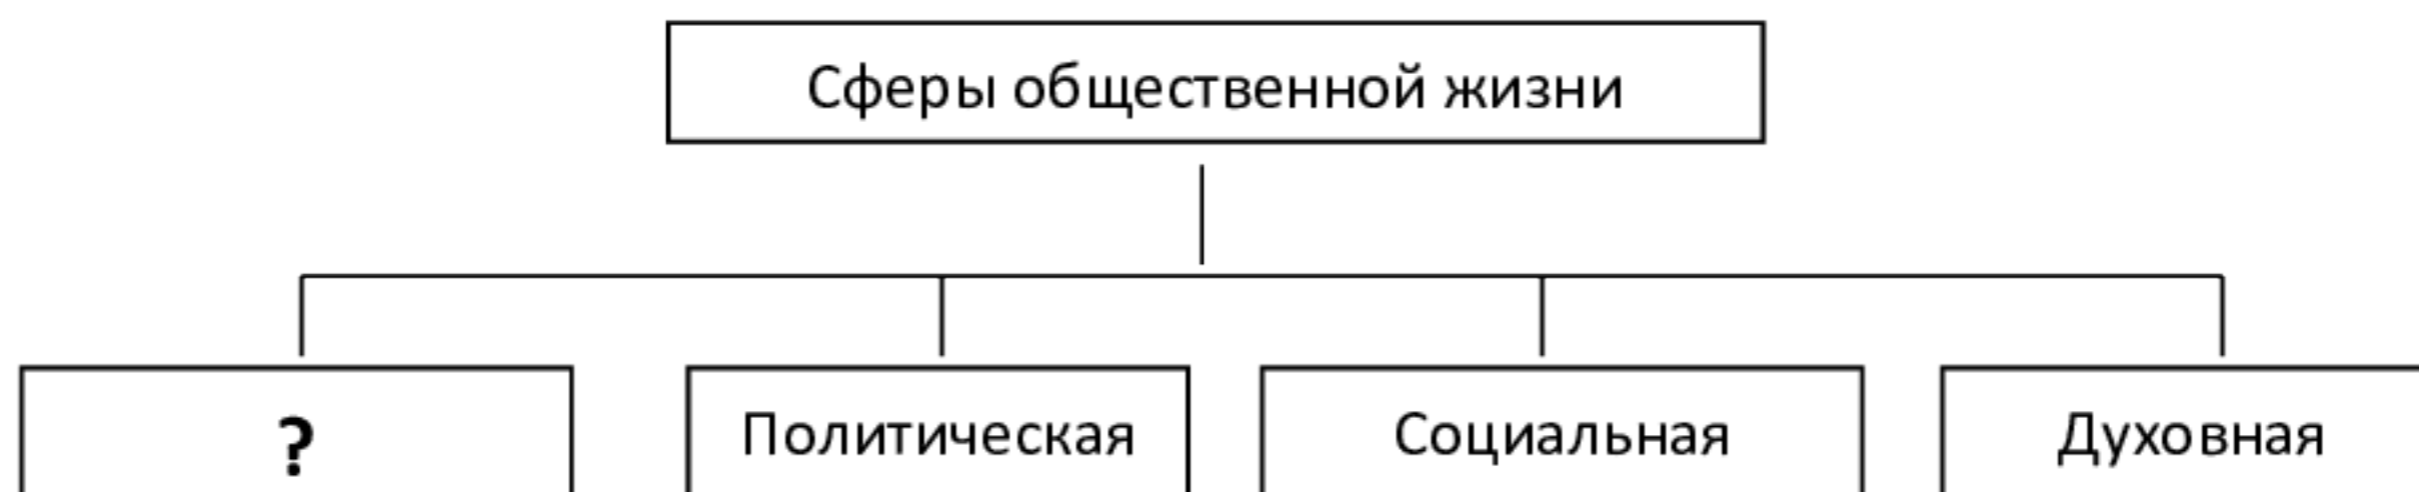 Сферы общественной жизни
?
Политическая
Социальная
Духовная